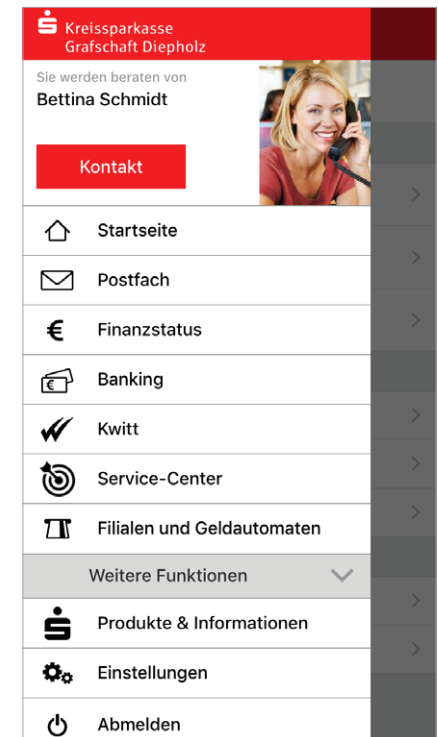 Kreissparkasse
Grafschaft Diepholz
Sie werden beraten von
Bettina Schmidt
Kontakt
Startseite
Postfach
€
Finanzstatus
€
Banking
Kwitt
Service-Center
Filialen und Geldautomaten
Weitere Funktionen
Produkte & Informationen
Einstellungen
Abmelden